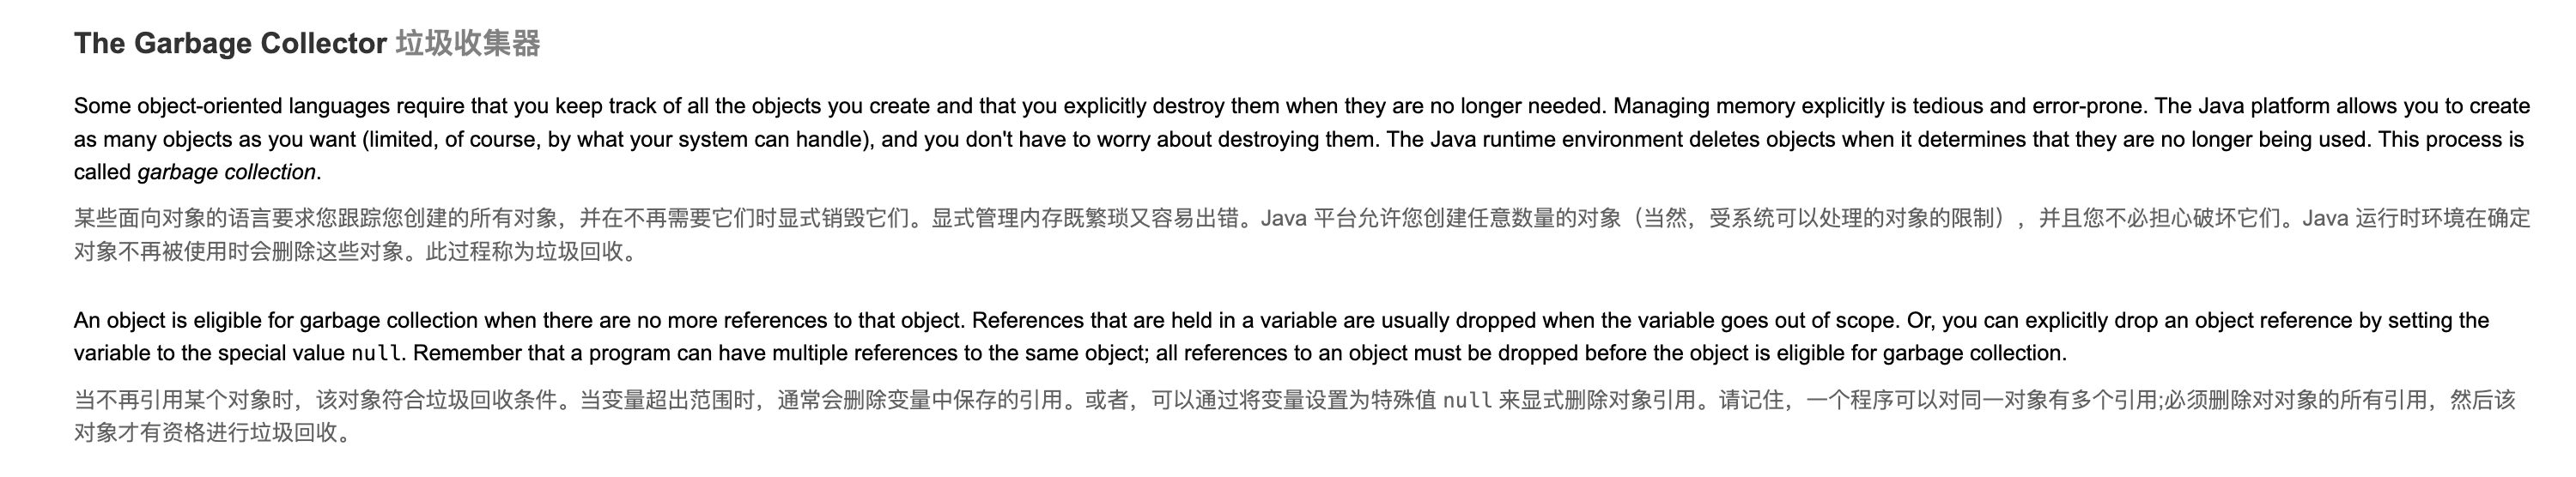 The Garbage Collector 垃圾收集器
Some object-oriented languages require that you keep track of all the objects you create and that you explicitly destroy them when they are no longer needed. Managing memory explicitly is tedious and error-prone. The Java platform allows you to create
as many objects as you want (limited, of course, by what your system can handle), and you don't have to worry about destroying them. The Java runtime environment deletes objects when it determines that they are no longer being used. This process is
called garbage collection.
某些面向对象的语言要求您跟踪您创建的所有对象，并在不再需要它们时显式销毁它们。显式管理内存既繁琐又容易出错。Java 平台允许您创建任意数量的对象（当然，受系统可以处理的对象的限制），并且您不必担心破坏它们。Java 运行时环境在确定
对象不再被使用时会删除这些对象。此过程称为垃圾回收。
An object is eligible for garbage collection when there are no more references to that object. References that are held in a variable are usually dropped when the variable goes out of scope. Or, you can explicitly drop an object reference by setting the
variable to the special value null. Remember that a program can have multiple references to the same object; all references to an object must be dropped before the object is eligible for garbage collection.
当不再引用某个对象时，该对象符合垃圾回收条件。当变量超出范围时，通常会删除变量中保存的引用。或者，可以通过将变量设置为特殊值 null 来显式删除对象引用。请记住，一个程序可以对同一对象有多个引用;必须删除对对象的所有引用，然后该
对象才有资格进行垃圾回收。